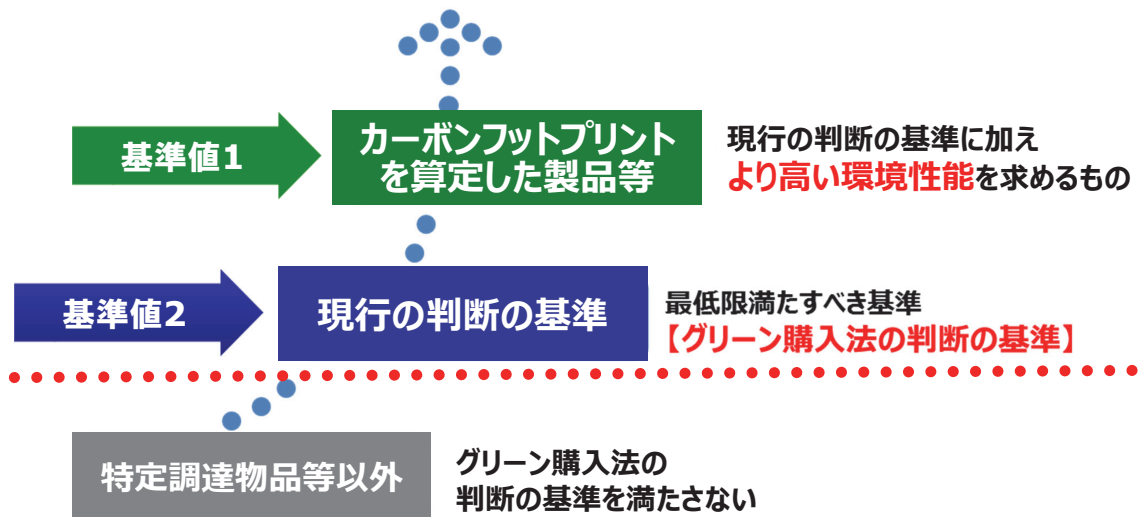 基準値1
カーボンフットプリント
を算定した製品等
現行の判断の基準に加え
より高い環境性能を求めるもの
基準値2
現行の判断の基準
最低限満たすべき基準
【グリーン購入法の判断の基準】
特定調達物品等以外
グリーン購入法の
判断の基準を満たさない